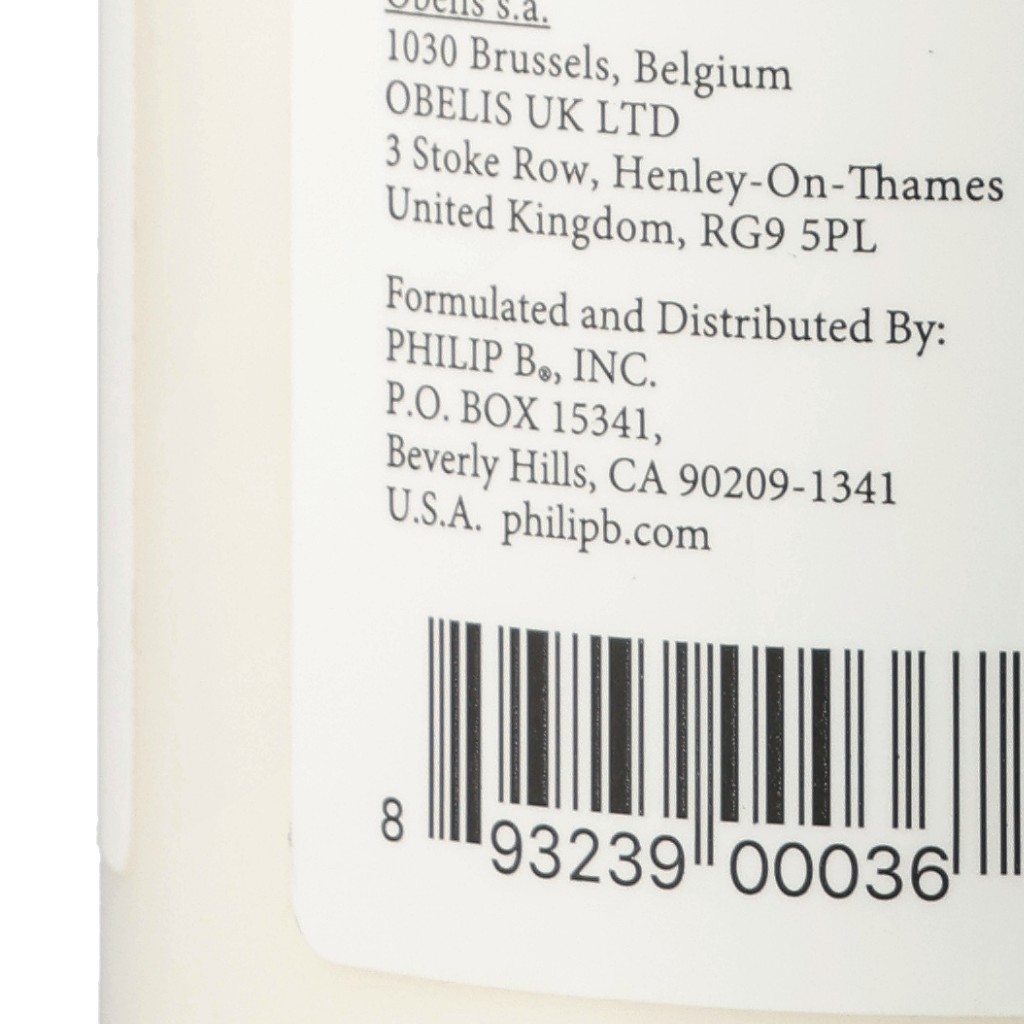 Obelis s.a.
1030 Brussels, Belgium
OBELIS UK LTD
3 Stoke Row, Henley-On-Thames
United Kingdom, RG9 5PL
Formulated and Distributed By:
PHILIP B®, INC.
P.O. BOX 15341,
Beverly Hills, CA 90209-1341
U.S.A. philipb.com
8 93239 00036